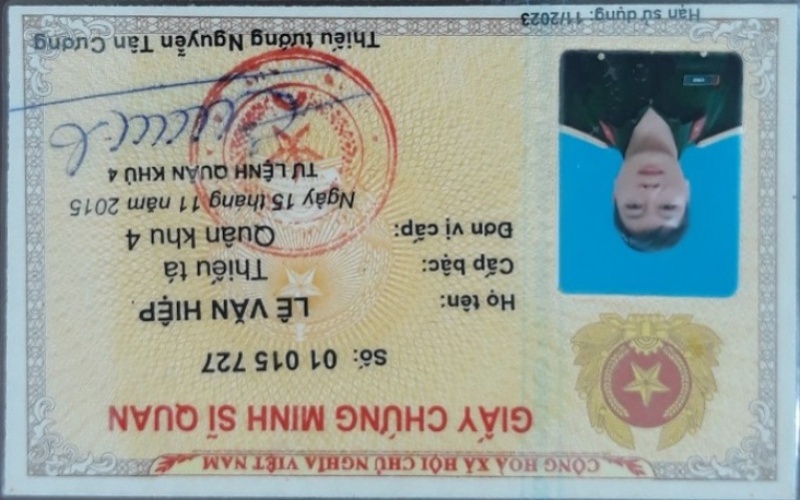 CỘNG HOÀ XÃ HỘI CHỦ NGHĨA VIỆT NAM
GIẤY CHỨNG MINH SĨ QUAN
Số: 01 015 727
Họ tên: LÊ VĂN HIỆP
Cấp bậc: Thiếu tá
Đơn vị cấp: Quân khu 4
Ngày 15 tháng 11 năm 2015
TƯ LỆNH QUÂN KHU 4
Thiếu tướng Nguyễn Tân Cương
Hạn sử dụng: 11/2023